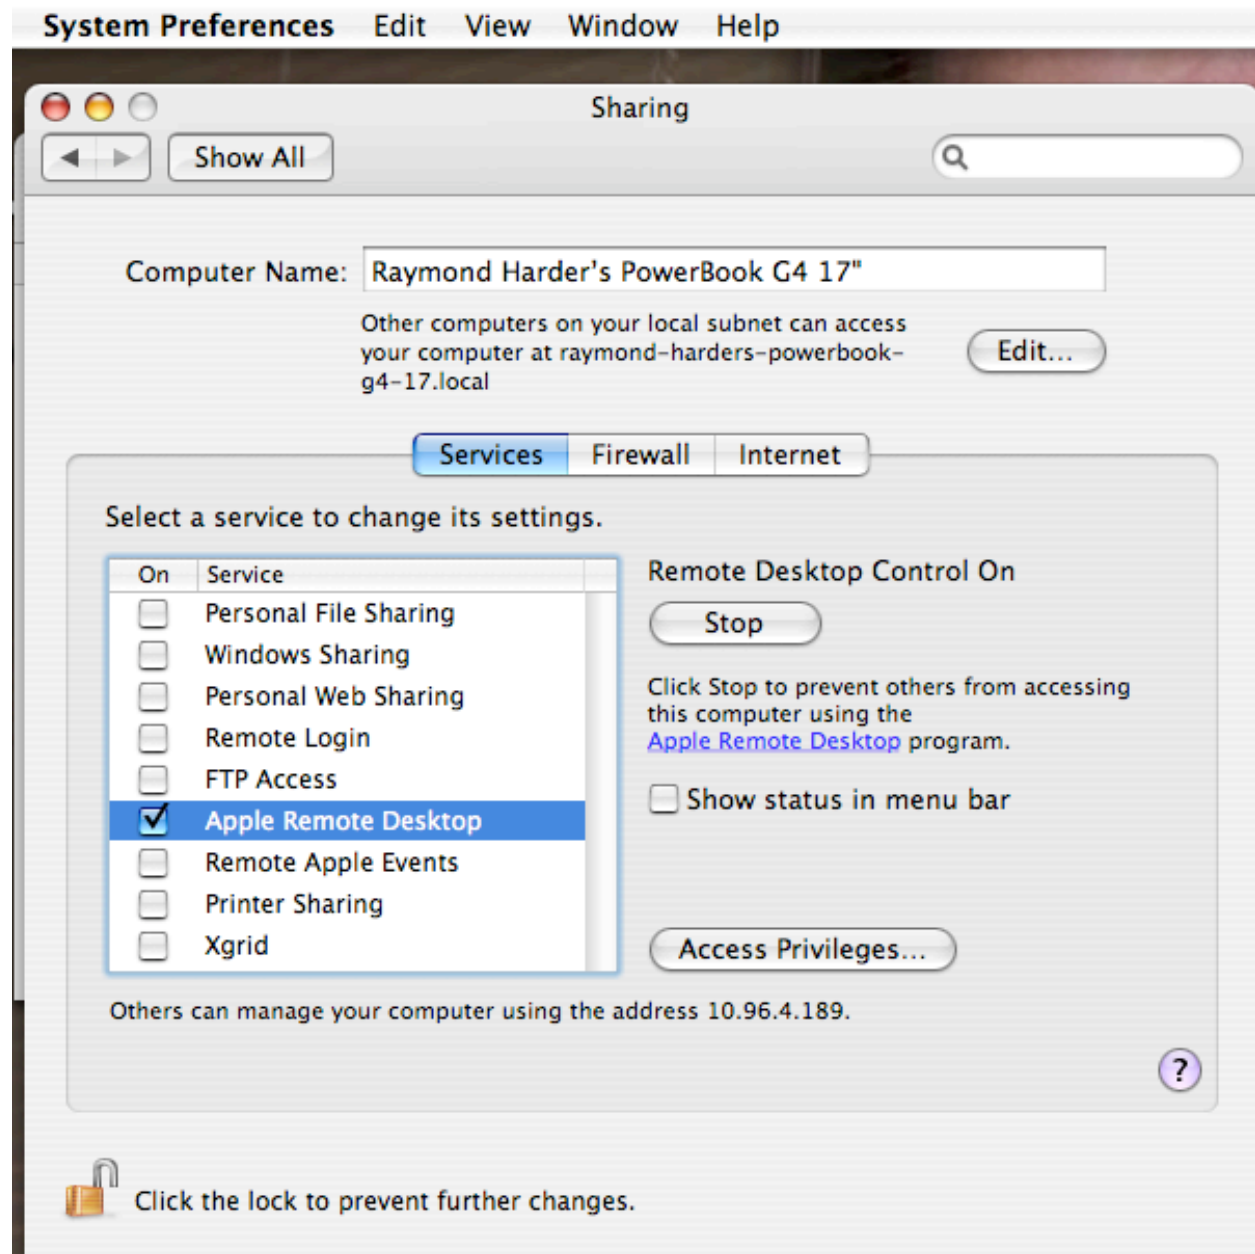 System Preferences Edit View Window Help
Sharing
Show All
Computer Name: Raymond Harder's PowerBook G4 17"
Other computers on your local subnet can access
your computer at raymond-harders-powerbook-
g4-17.local
Edit...
Services Firewall Internet
Select a service to change its settings.
On Service
Personal File Sharing
Windows Sharing
Personal Web Sharing
Remote Login
FTP Access
Apple Remote Desktop
Remote Apple Events
Printer Sharing
Xgrid
Remote Desktop Control On
Stop
Click Stop to prevent others from accessing
this computer using the
Apple Remote Desktop program.
Show status in menu bar
Access Privileges...
Others can manage your computer using the address 10.96.4.189.
?
Click the lock to prevent further changes.